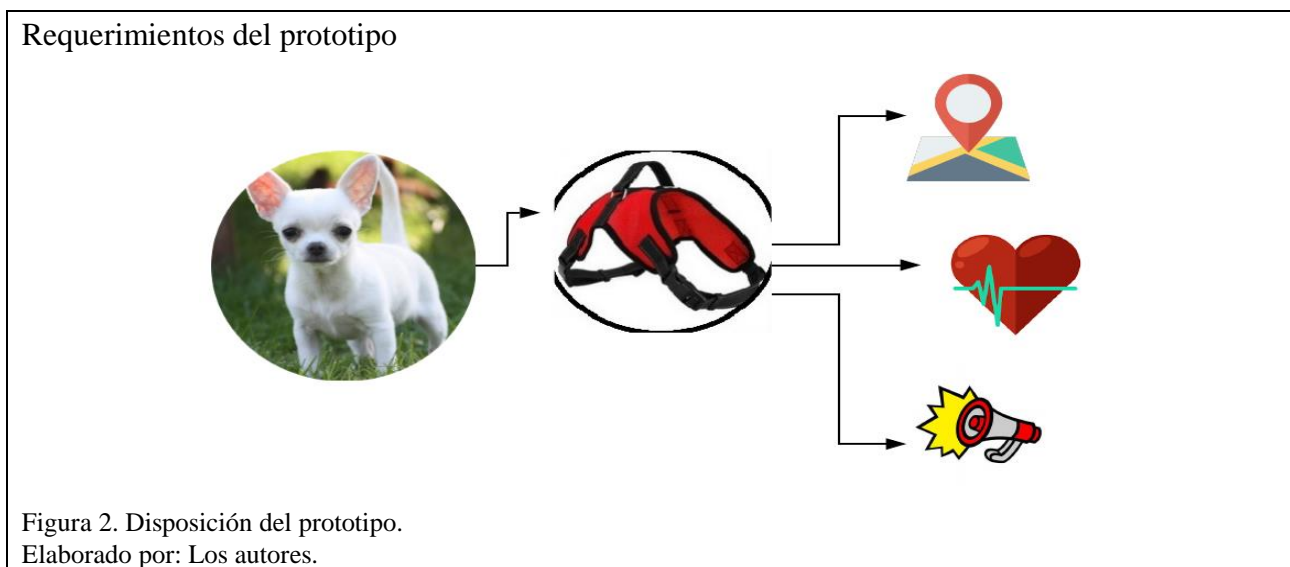 Requerimientos del prototipo
Figura 2. Disposición del prototipo.
Elaborado por: Los autores.